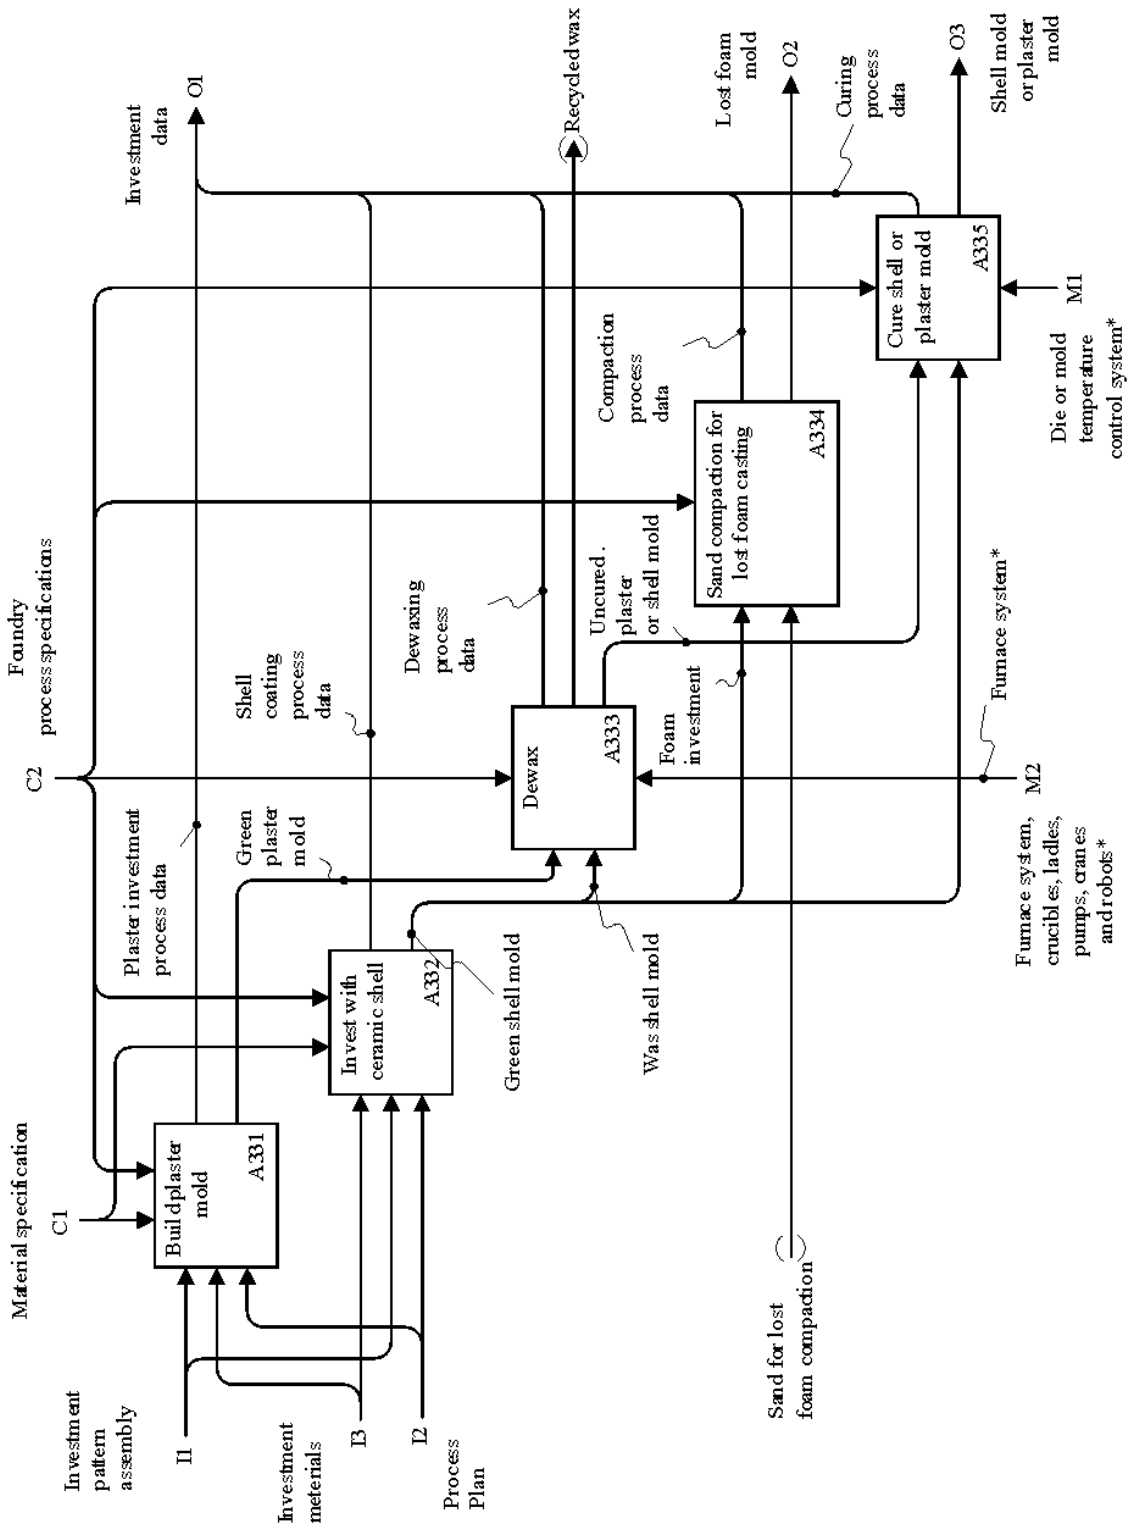 Foundry
process specifications
C2
Material specification
C1
Investment
data
O1
Plaster investment
process data
Buildplaster
mold
A331
Investment
pattern
assembly
I1
Green
plaster
mold
Shell
coating
process
data
Invest with
ceramic shell
A332
Investment
meterials
I3
Process
Plan
I2
Green shell mold
Was shell mold
Dewaxing
process
data
Recycled wax
Dewax
A333
Foam
investment
Uncured .
plaster
or shell mold
Compaction
process
data
Lost foam
mold
O2
Sand compaction for
lost foam casting
A334
Sand for lost
foam compaction
Curing
process
data
Cure shell or
plaster mold
A335
Shell mold
or plaster
mold
O3
Furnace system*
M2
Furnace system,
crucibles, ladles,
pumps, cranes
and robots*
M1
Die or mold
temperature
control system*